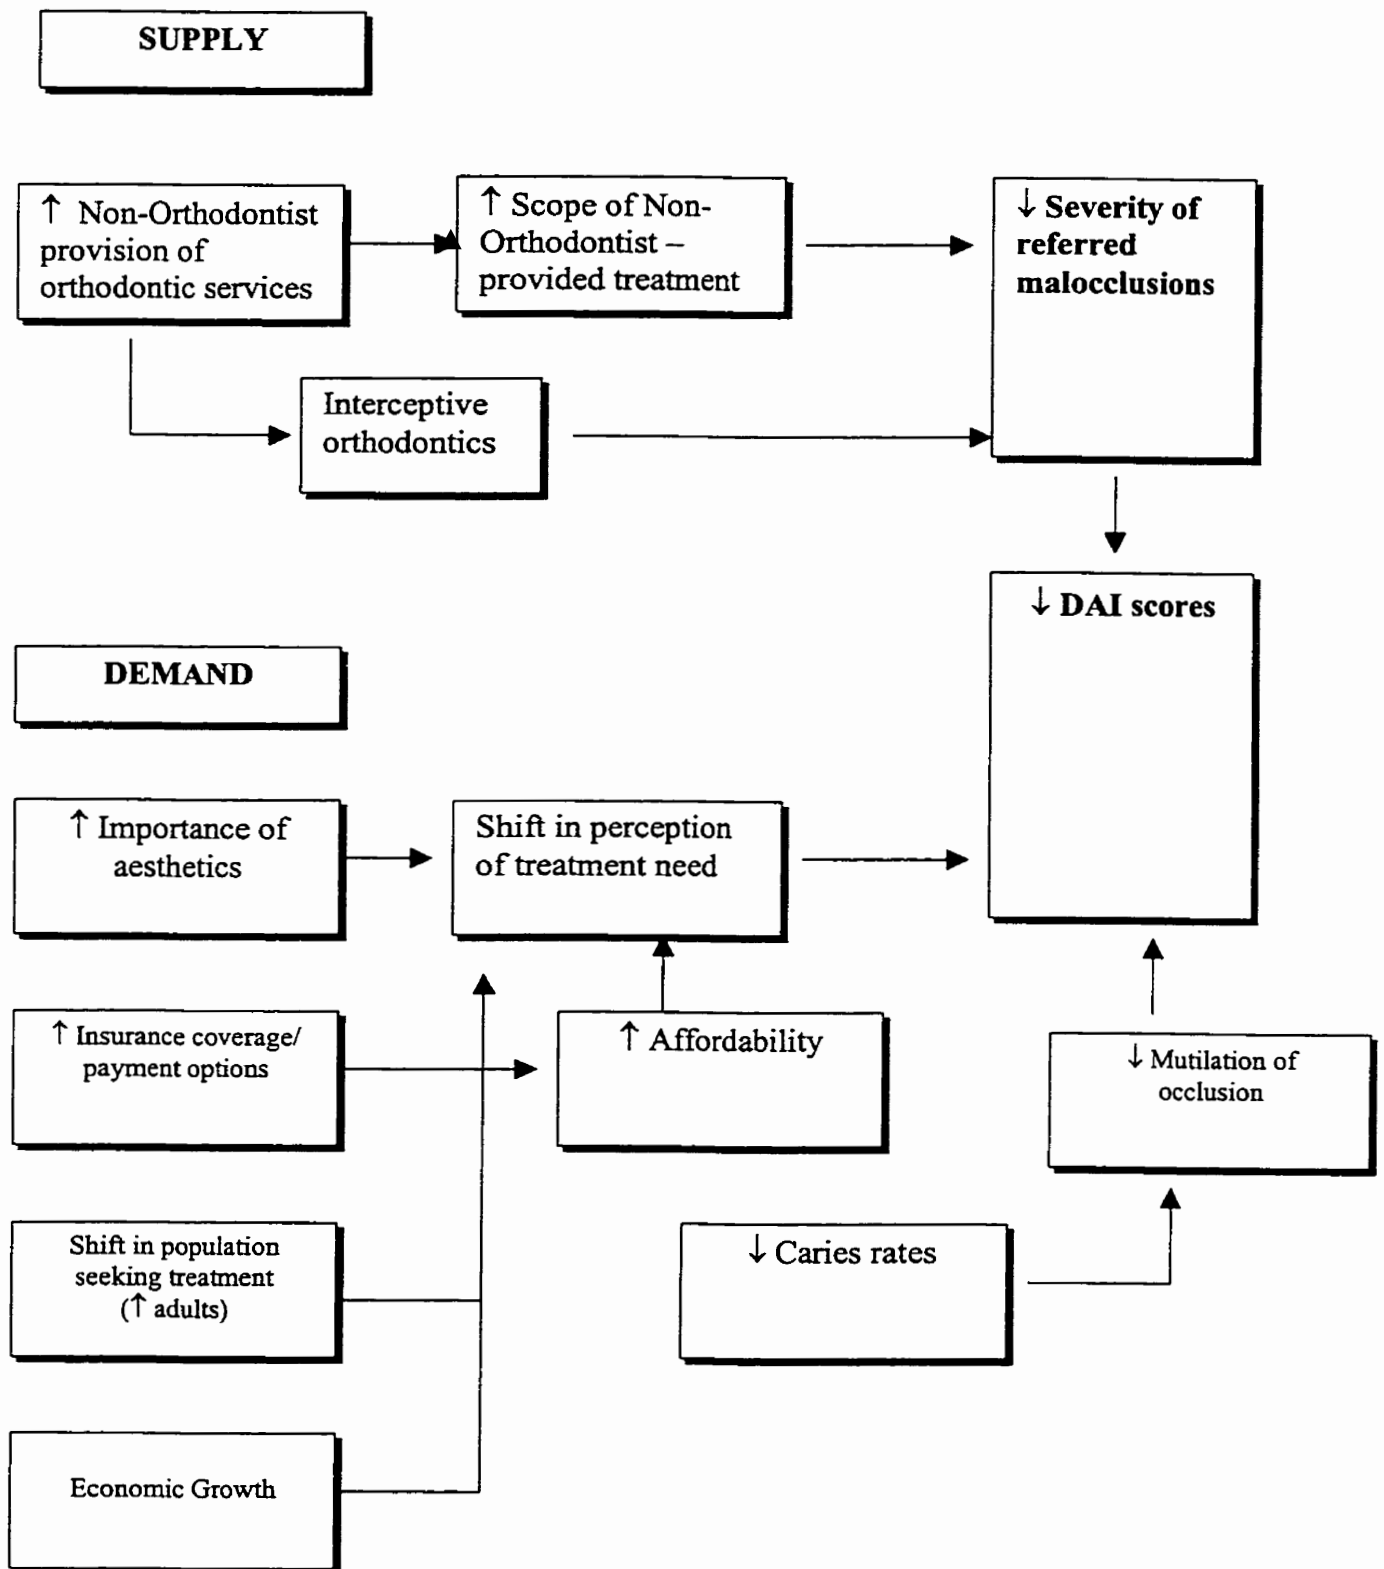 SUPPLY
↑ Non-Orthodontist
provision of
orthodontic services
↑ Scope of Non-
Orthodontist –
provided treatment
↓ Severity of
referred
malocclusions
Interceptive
orthodontics
↓ DAI scores
DEMAND
↑ Importance of
aesthetics
Shift in perception
of treatment need
↑ Insurance coverage/
payment options
↑ Affordability
↓ Mutilation of
occlusion
Shift in population
seeking treatment
(↑ adults)
↓ Caries rates
Economic Growth